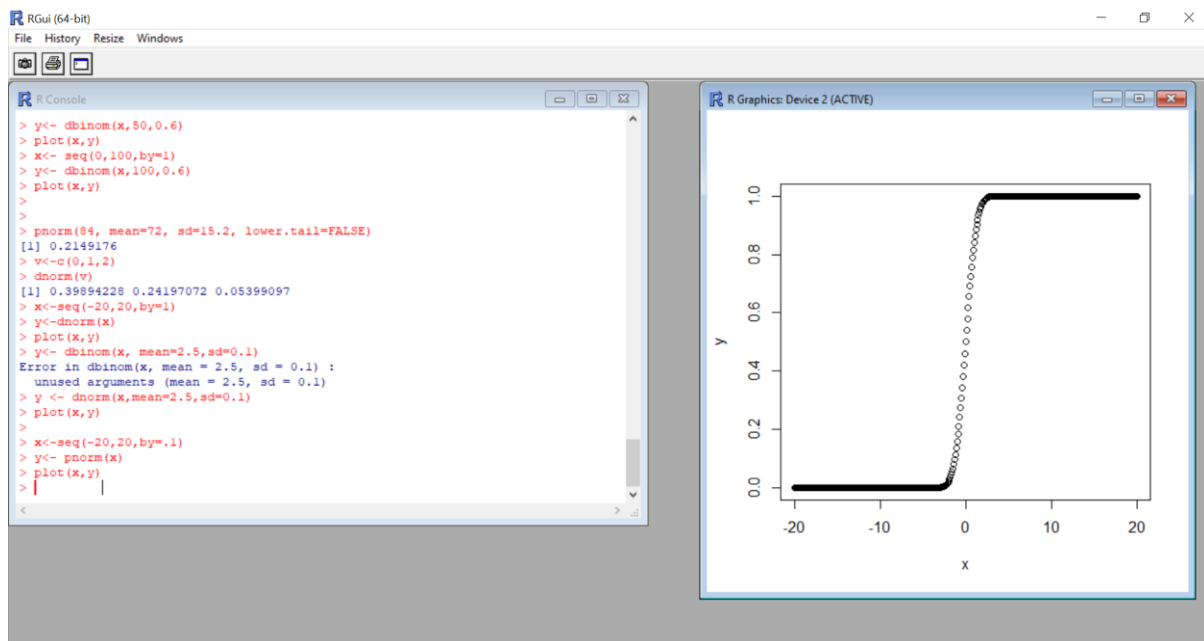 RGui (64-bit)
File History Resize Windows
R Console
> y<- dbinom(x,50,0.6)
> plot(x,y)
> x<- seq(0,100,by=1)
> y<- dbinom(x,100,0.6)
> plot(x,y)
>
>
> pnorm(84, mean=72, sd=15.2, lower.tail=FALSE)
[1] 0.2149176
> v<-c(0,1,2)
> dnorm(v)
[1] 0.39894228 0.24197072 0.05399097
> x<-seq(-20,20,by=1)
> y<-dnorm(x)
> plot(x,y)
> y<- dbinom(x, mean=2.5,sd=0.1)
Error in dbinom(x, mean = 2.5, sd = 0.1) :
  unused arguments (mean = 2.5, sd = 0.1)
> y <- dnorm(x,mean=2.5,sd=0.1)
> plot(x,y)
>
> x<-seq(-20,20,by=.1)
> y<- pnorm(x)
> plot(x,y)
>
R Graphics: Device 2 (ACTIVE)
1.0
0.8
0.6
0.4
0.2
0.0
y
-20 -10 0 10 20
x